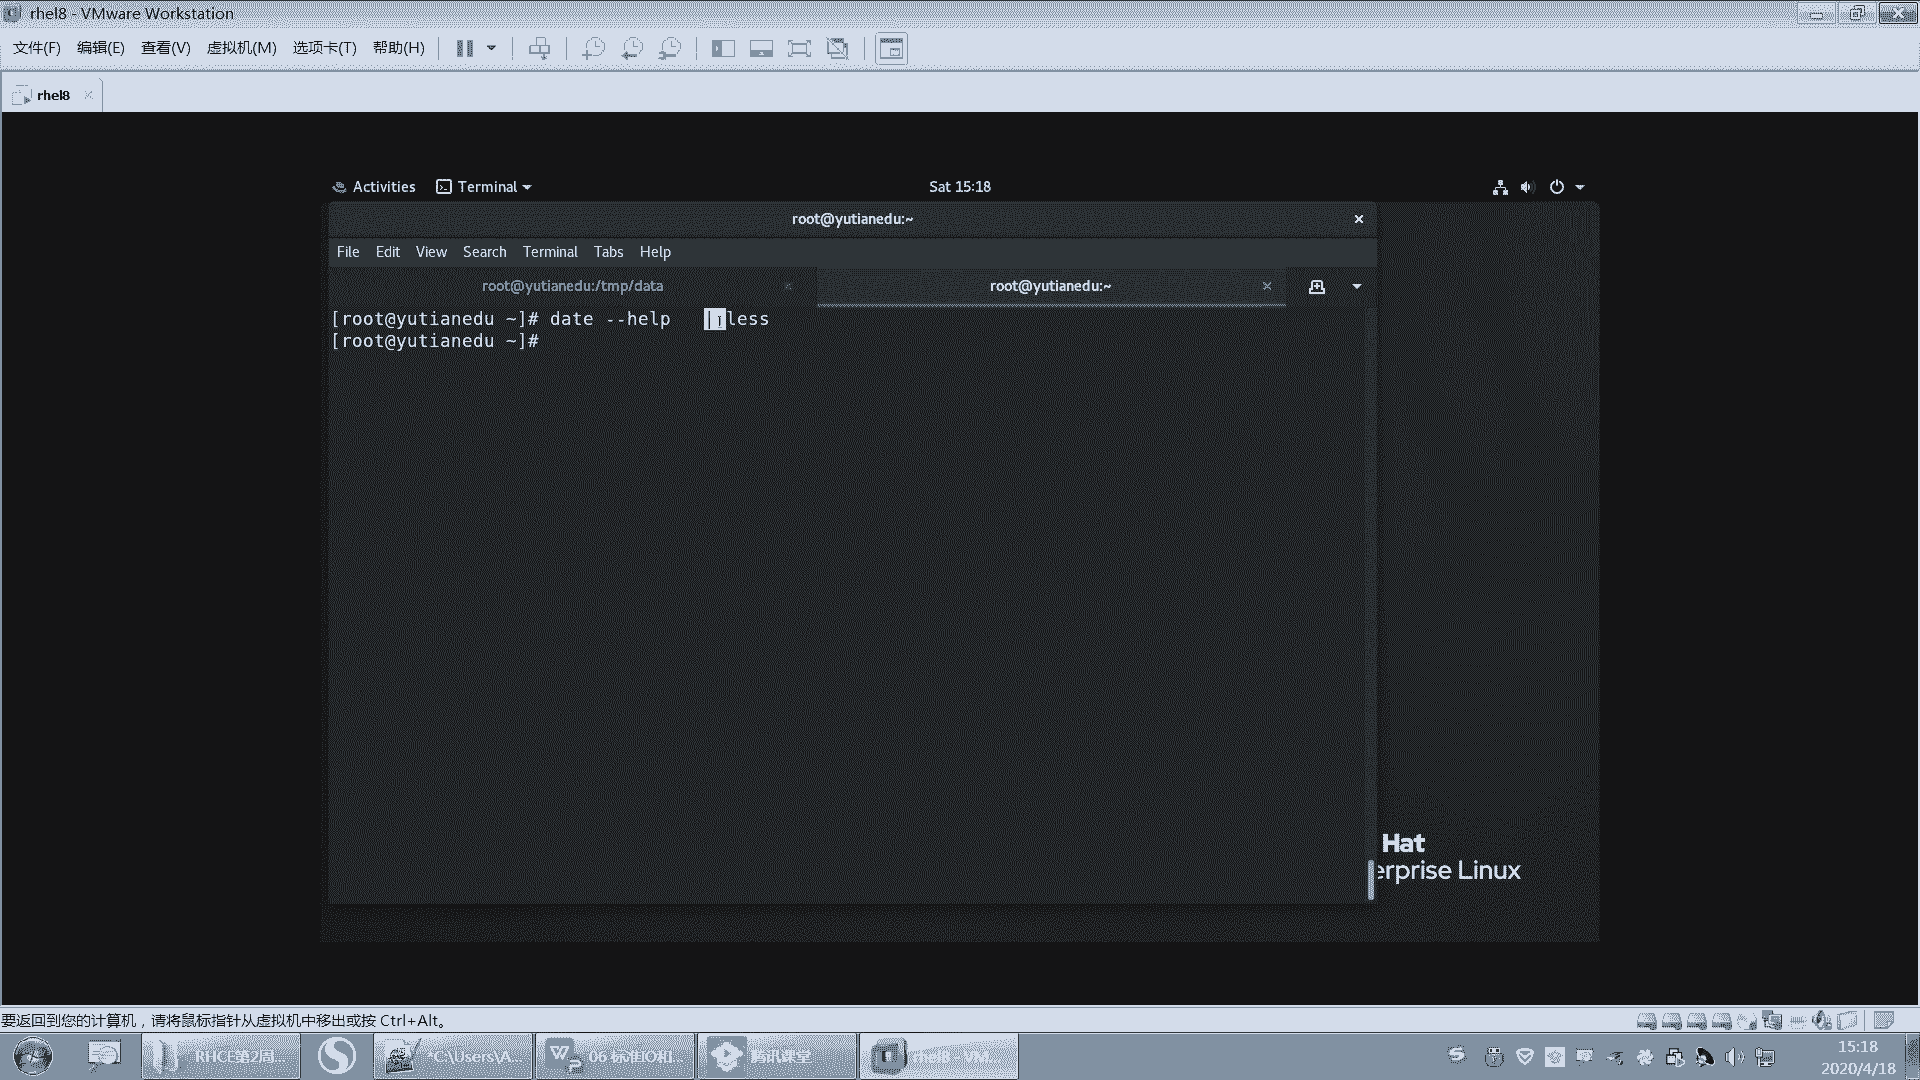 rhel8 - VMware Workstation
文件(F) 编辑(E) 查看(V) 虚拟机(M) 选项卡(T) 帮助(H)
rhel8
Activities Terminal Sat 15:18
root@yutianedu:~
File Edit View Search Terminal Tabs Help
root@yutianedu:/tmp/data root@yutianedu:~
[root@yutianedu ~]# date --help | less
[root@yutianedu ~]#
Hat
erprise Linux
要返回到您的计算机，请将鼠标指针从虚拟机中移出或按 Ctrl+Alt。
RHCE第2周... *C:\Users\A... 06 标准IO和... 腾讯课堂 rhel8 - VM...
15:18
2020/4/18